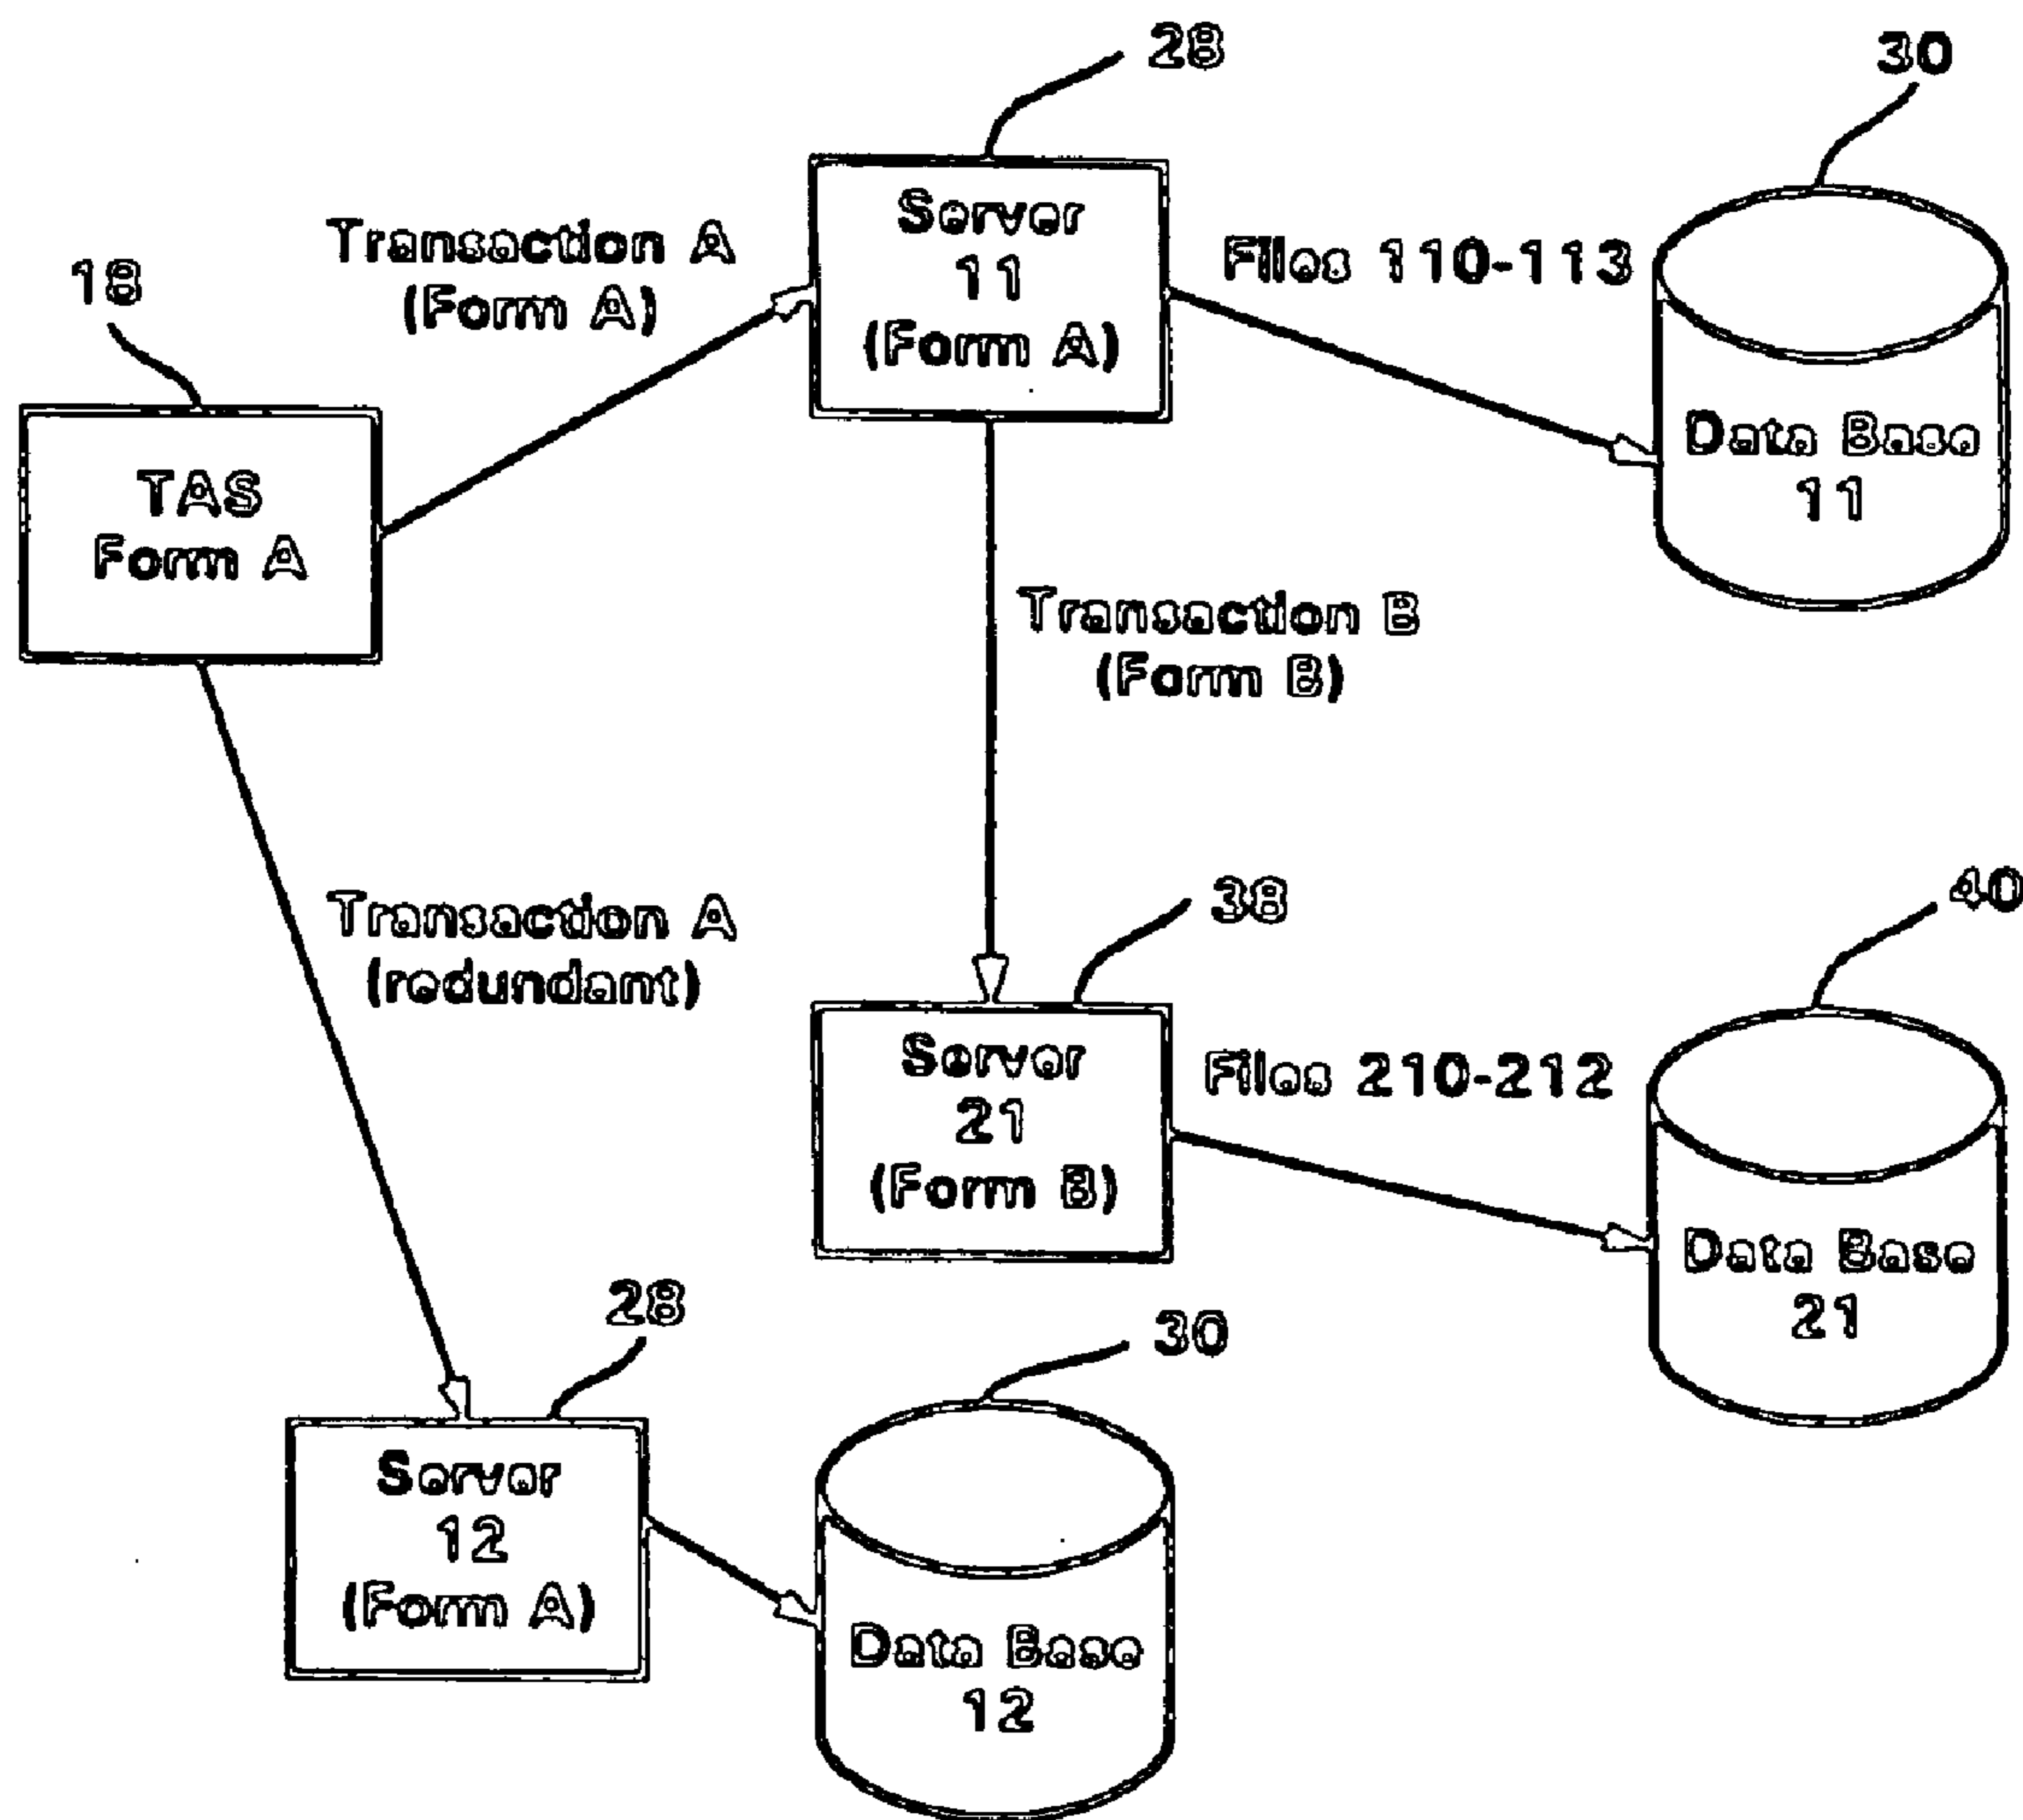 28
30
Server
11
(Form A)
Transaction A
(Form A)
Files 110-113
18
Data Base
11
TAS
Form A
Transaction B
(Form B)
38
40
Transaction A
(redundant)
Server
21
(Form B)
Files 210-212
Data Base
21
28
30
Server
12
(Form A)
Data Base
12